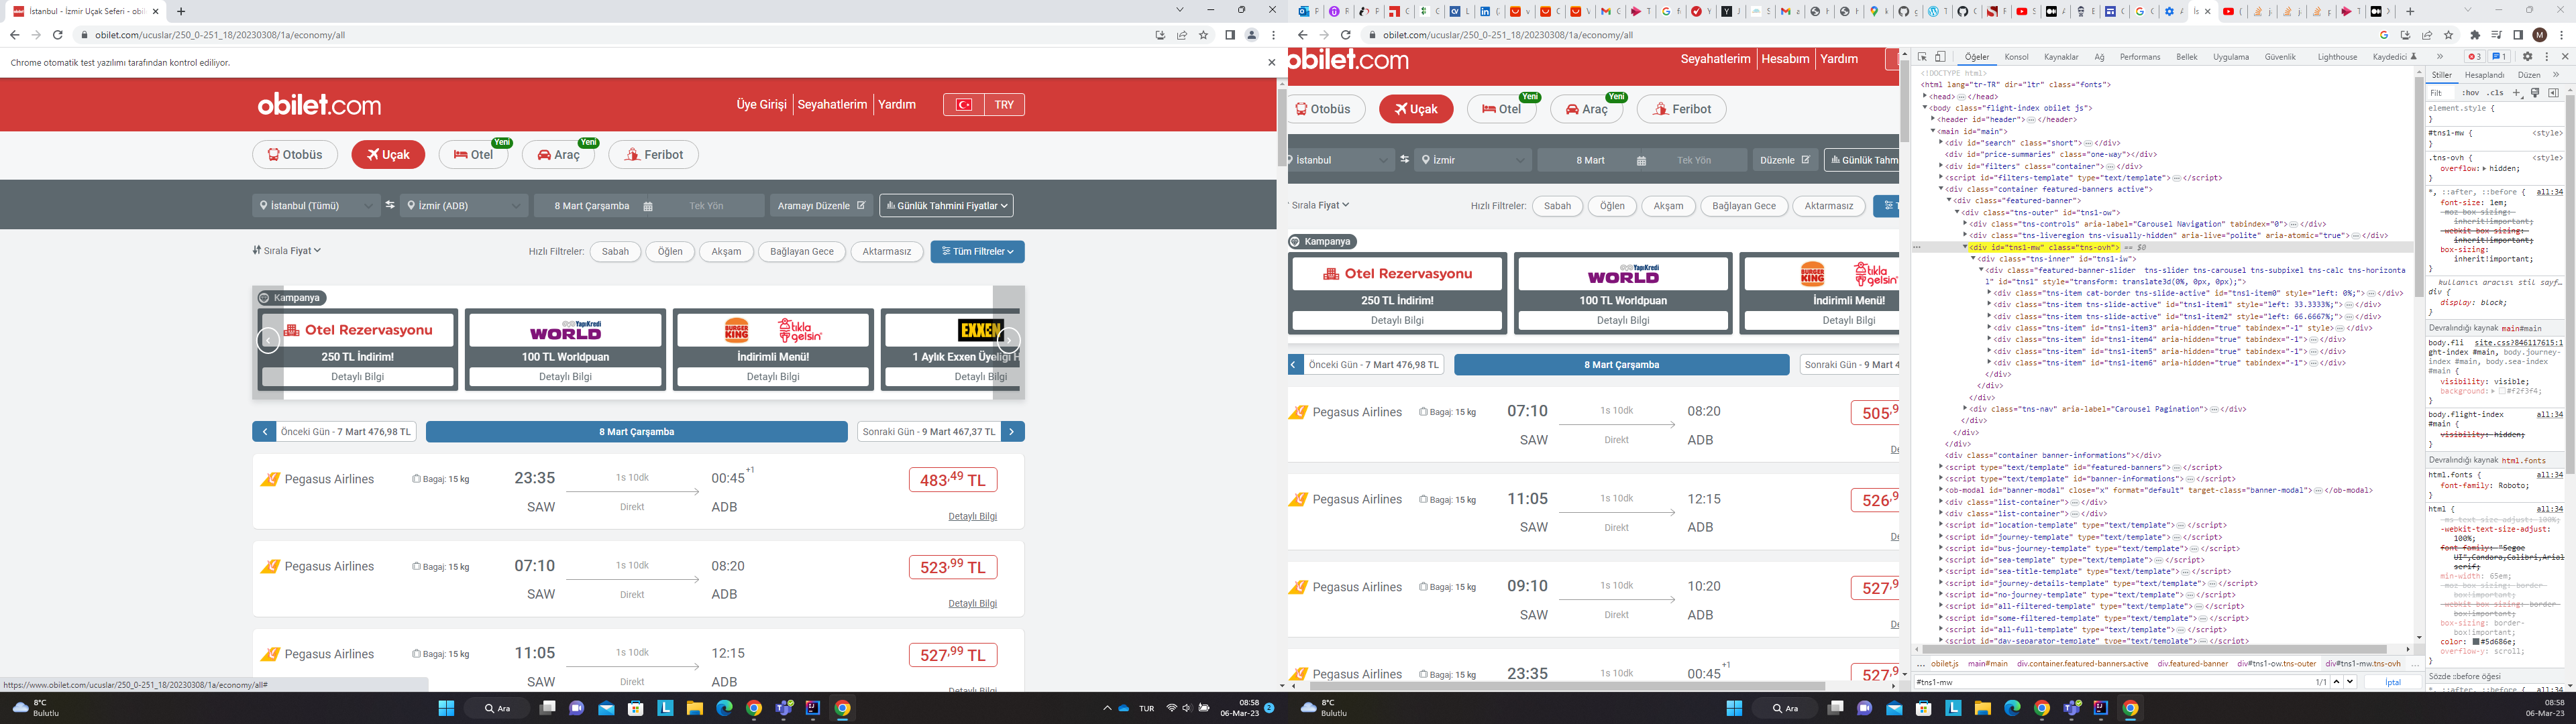 İstanbul - İzmir Uçak Seferi - obil
obilet.com/ucuslar/250_0-251_18/20230308/1a/economy/all
Chrome otomatik test yazılımı tarafından kontrol ediliyor.
obilet.com
Üye Girişi
Seyahatlerim
Yardım
TRY
Otobüs
Uçak
Otel
Yeni
Araç
Yeni
Feribot
İstanbul (Tümü)
İzmir (ADB)
8 Mart Çarşamba
Tek Yön
Aramayı Düzenle
Günlük Tahmini Fiyatlar
Sırala Fiyat
Hızlı Filtreler:
Sabah
Öğlen
Akşam
Bağlayan Gece
Aktarmasız
Tüm Filtreler
Kampanya
Otel Rezervasyonu
250 TL İndirim!
Detaylı Bilgi
YapıKredi
WORLD
100 TL Worldpuan
Detaylı Bilgi
BURGER KING
tıkla gelsin
İndirimli Menü!
Detaylı Bilgi
EXXEN
1 Aylık Exxen Üyeliği H
Detaylı Bilgi
Önceki Gün - 7 Mart 476,98 TL
8 Mart Çarşamba
Sonraki Gün - 9 Mart 467,37 TL
Pegasus Airlines
Bagaj: 15 kg
23:35
1s 10dk
00:45 +1
483,49 TL
SAW
Direkt
ADB
Detaylı Bilgi
Pegasus Airlines
Bagaj: 15 kg
07:10
1s 10dk
08:20
523,99 TL
SAW
Direkt
ADB
Detaylı Bilgi
Pegasus Airlines
Bagaj: 15 kg
11:05
1s 10dk
12:15
527,99 TL
SAW
Direkt
ADB
Detaylı Bilgi
https://www.obilet.com/ucuslar/250_0-251_18/20230308/1a/economy/all#
8°C
Bulutlu
Ara
TUR
08:58
06-Mar-23
obilet.com/ucuslar/250_0-251_18/20230308/1a/economy/all
obilet.com
Seyahatlerim
Hesabım
Yardım
Otobüs
Uçak
Otel
Yeni
Araç
Yeni
Feribot
İstanbul
İzmir
8 Mart
Tek Yön
Düzenle
Günlük Tahm
Sırala Fiyat
Hızlı Filtreler:
Sabah
Öğlen
Akşam
Bağlayan Gece
Aktarmasız
Kampanya
Otel Rezervasyonu
250 TL İndirim!
Detaylı Bilgi
YapıKredi
WORLD
100 TL Worldpuan
Detaylı Bilgi
BURGER KING
tıkla gelsin
İndirimli Menü!
Detaylı Bilgi
Önceki Gün - 7 Mart 476,98 TL
8 Mart Çarşamba
Sonraki Gün - 9 Mart 4
Pegasus Airlines
Bagaj: 15 kg
07:10
1s 10dk
08:20
505,9
SAW
Direkt
ADB
De
Pegasus Airlines
Bagaj: 15 kg
11:05
1s 10dk
12:15
526,9
SAW
Direkt
ADB
De
Pegasus Airlines
Bagaj: 15 kg
09:10
1s 10dk
10:20
527,9
SAW
Direkt
ADB
De
Pegasus Airlines
Bagaj: 15 kg
23:35
1s 10dk
00:45 +1
527,9
Öğeler
Konsol
Kaynaklar
Ağ
Performans
Bellek
Uygulama
Güvenlik
Lighthouse
Kaydedici
3
1
<!DOCTYPE html>
<html lang="tr-TR" dir="ltr" class="fonts">
<head>…</head>
<body class="flight-index obilet js">
<header id="header">…</header>
<main id="main">
<div id="search" class="short">…</div>
<div id="price-summaries" class="one-way"></div>
<div id="filters" class="container">…</div>
<script id="filters-template" type="text/template">…</script>
<div class="container featured-banners active">
<div class="featured-banner">
<div class="tns-outer" id="tns1-ow">
<div class="tns-controls" aria-label="Carousel Navigation" tabindex="0">…</div>
<div class="tns-liveregion tns-visually-hidden" aria-live="polite" aria-atomic="true">…</div>
<div id="tns1-mw" class="tns-ovh"> == $0
<div class="tns-inner" id="tns1-iw">
<div class="featured-banner-slider  tns-slider tns-carousel tns-subpixel tns-calc tns-horizonta
l" id="tns1" style="transform: translate3d(0%, 0px, 0px);">
<div class="tns-item cat-border tns-slide-active" id="tns1-item0" style="left: 0%;">…</div>
<div class="tns-item tns-slide-active" id="tns1-item1" style="left: 33.3333%;">…</div>
<div class="tns-item tns-slide-active" id="tns1-item2" style="left: 66.6667%;">…</div>
<div class="tns-item" id="tns1-item3" aria-hidden="true" tabindex="-1" style>…</div>
<div class="tns-item" id="tns1-item4" aria-hidden="true" tabindex="-1">…</div>
<div class="tns-item" id="tns1-item5" aria-hidden="true" tabindex="-1">…</div>
<div class="tns-item" id="tns1-item6" aria-hidden="true" tabindex="-1">…</div>
</div>
</div>
</div>
<div class="tns-nav" aria-label="Carousel Pagination">…</div>
</div>
</div>
</div>
<div class="container banner-informations"></div>
<script type="text/template" id="featured-banners">…</script>
<script type="text/template" id="banner-informations">…</script>
<ob-modal id="banner-modal" close="x" format="default" target-class="banner-modal">…</ob-modal>
<div class="list-container">…</div>
<div class="list-container">…</div>
<script id="location-template" type="text/template">…</script>
<script id="journey-template" type="text/template">…</script>
<script id="bus-journey-template" type="text/template">…</script>
<script id="sea-template" type="text/template">…</script>
<script id="sea-title-template" type="text/template">…</script>
<script id="journey-details-template" type="text/template">…</script>
<script id="no-journey-template" type="text/template">…</script>
<script id="all-filtered-template" type="text/template">…</script>
<script id="some-filtered-template" type="text/template">…</script>
<script id="all-full-template" type="text/template">…</script>
<script id="day-separator-template" type="text/template">…</script>
… obilet.js main#main div.container.featured-banners.active div.featured-banner div#tns1-ow.tns-outer div#tns1-mw.tns-ovh …
#tns1-mw
1/1
İptal
Stiller
Hesaplandı
Düzen
Filt
:hov
.cls
element.style {
}
#tns1-mw { <style>
}
.tns-ovh { <style>
overflow: hidden;
}
*, ::after, ::before { all:34
font-size: 1em;
-moz-box-sizing:
inherit!important;
-webkit-box-sizing:
inherit!important;
box-sizing:
inherit!important;
}
kullanıcı aracısı stil sayf…
div {
display: block;
}
Devralındığı kaynak main#main
body.fli site.css?846117615:1
ght-index #main, body.journey-
index #main, body.sea-index
#main {
visibility: visible;
background: #f2f3f4;
}
body.flight-index all:34
#main {
visibility: hidden;
}
Devralındığı kaynak html.fonts
html.fonts { all:34
font-family: Roboto;
}
html { all:34
-ms-text-size-adjust: 100%;
-webkit-text-size-adjust:
100%;
font-family: "Segoe
UI",Candara,Calibri,Arial
serif;
min-width: 65em;
-moz-box-sizing: border-
box!important;
-webkit-box-sizing: border-
box!important;
box-sizing: border-
box!important;
color: #5d686e;
overflow-y: scroll;
}
Sözde ::before öğesi
*, ::after, ::before { all:34
8°C
Bulutlu
Ara
08:58
06-Mar-23